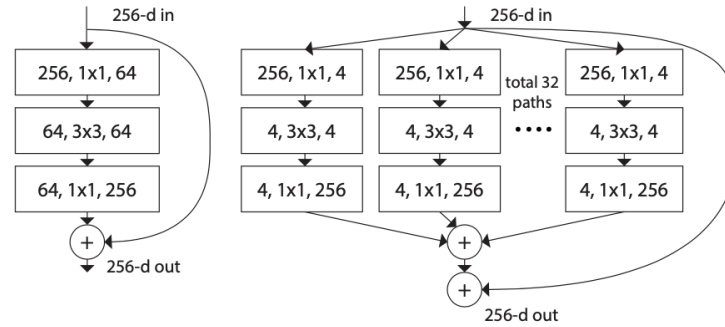 256-d in
256, 1x1, 64
64, 3x3, 64
64, 1x1, 256
+
256-d out
256-d in
256, 1x1, 4
256, 1x1, 4
total 32
paths
....
256, 1x1, 4
4, 3x3, 4
4, 3x3, 4
4, 3x3, 4
4, 1x1, 256
4, 1x1, 256
4, 1x1, 256
+
+
256-d out